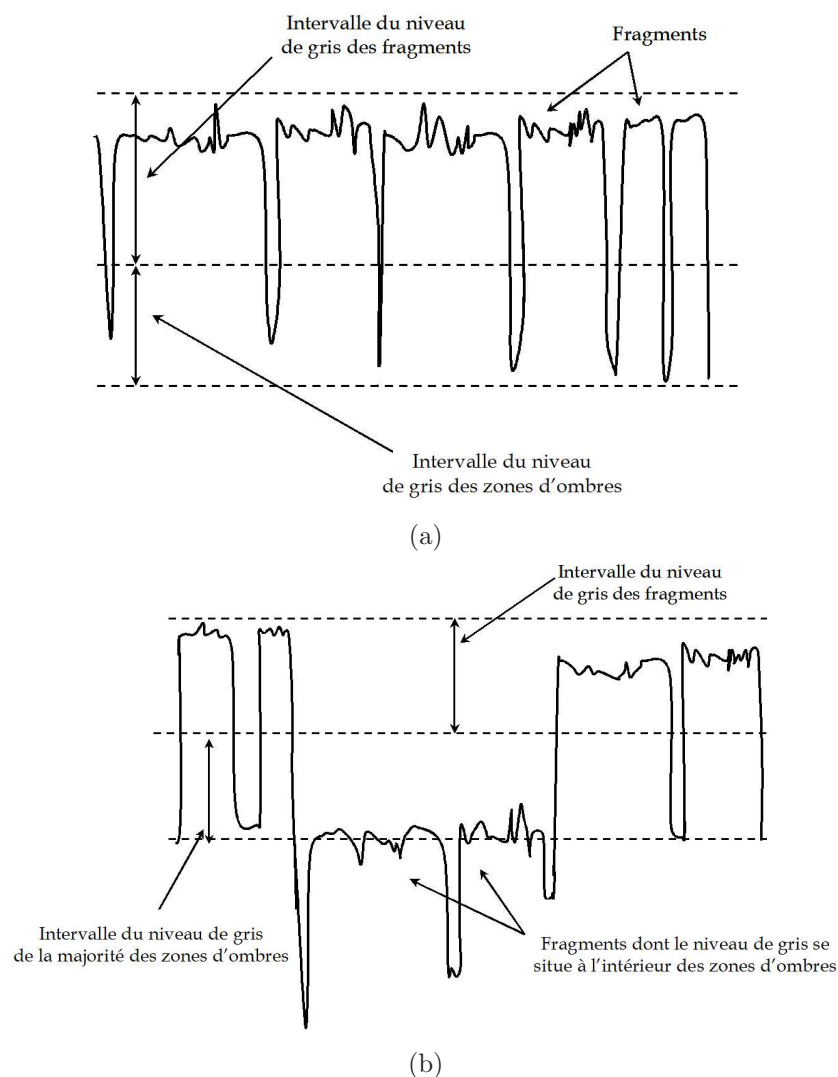 Intervalle du niveau
de gris des fragments
Fragments
Intervalle du niveau
de gris des zones d'ombres
(a)
Intervalle du niveau
de gris des fragments
Intervalle du niveau de gris
de la majorité des zones d'ombres
Fragments dont le niveau de gris se
situe à l'intérieur des zones d'ombres
(b)